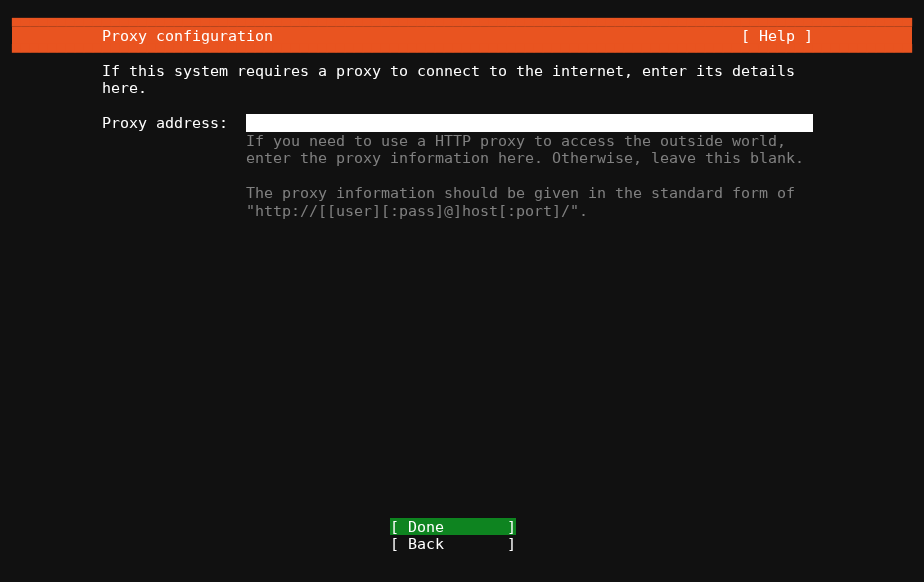 Proxy configuration [ Help ]
If this system requires a proxy to connect to the internet, enter its details
here.
Proxy address:
If you need to use a HTTP proxy to access the outside world,
enter the proxy information here. Otherwise, leave this blank.
The proxy information should be given in the standard form of
"http://[[user][:pass]@]host[:port]/".
[ Done ]
[ Back ]